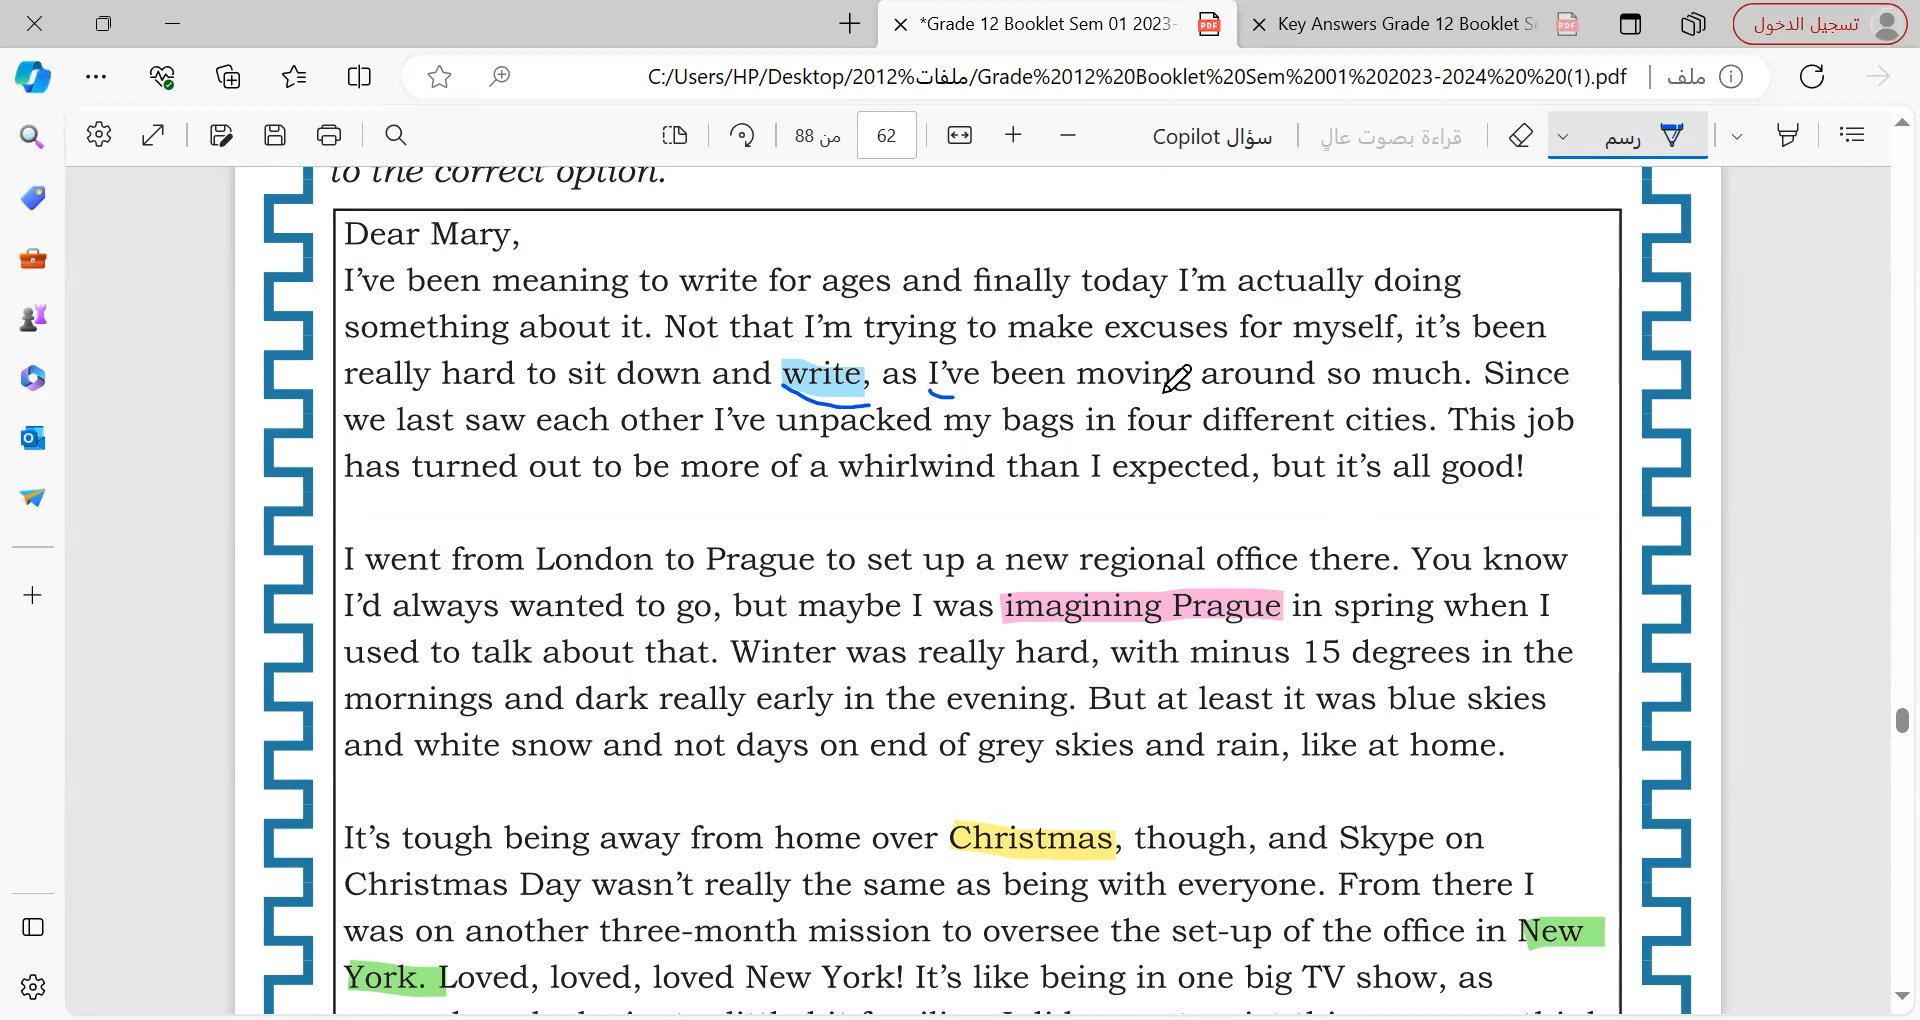 *Grade 12 Booklet Sem 01 2023-
Key Answers Grade 12 Booklet Se
تسجيل الدخول
C:/Users/HP/Desktop/2012%ملفات/Grade%2012%20Booklet%20Sem%2001%202023-2024%20%20(1).pdf
ملف
88 من
62
سؤال Copilot
قراءة بصوت عالٍ
رسم
to the correct option.
Dear Mary,
I've been meaning to write for ages and finally today I'm actually doing
something about it. Not that I'm trying to make excuses for myself, it's been
really hard to sit down and write, as I've been moving around so much. Since
we last saw each other I've unpacked my bags in four different cities. This job
has turned out to be more of a whirlwind than I expected, but it's all good!
I went from London to Prague to set up a new regional office there. You know
I'd always wanted to go, but maybe I was imagining Prague in spring when I
used to talk about that. Winter was really hard, with minus 15 degrees in the
mornings and dark really early in the evening. But at least it was blue skies
and white snow and not days on end of grey skies and rain, like at home.
It's tough being away from home over Christmas, though, and Skype on
Christmas Day wasn't really the same as being with everyone. From there I
was on another three-month mission to oversee the set-up of the office in New
York. Loved, loved, loved New York! It's like being in one big TV show, as